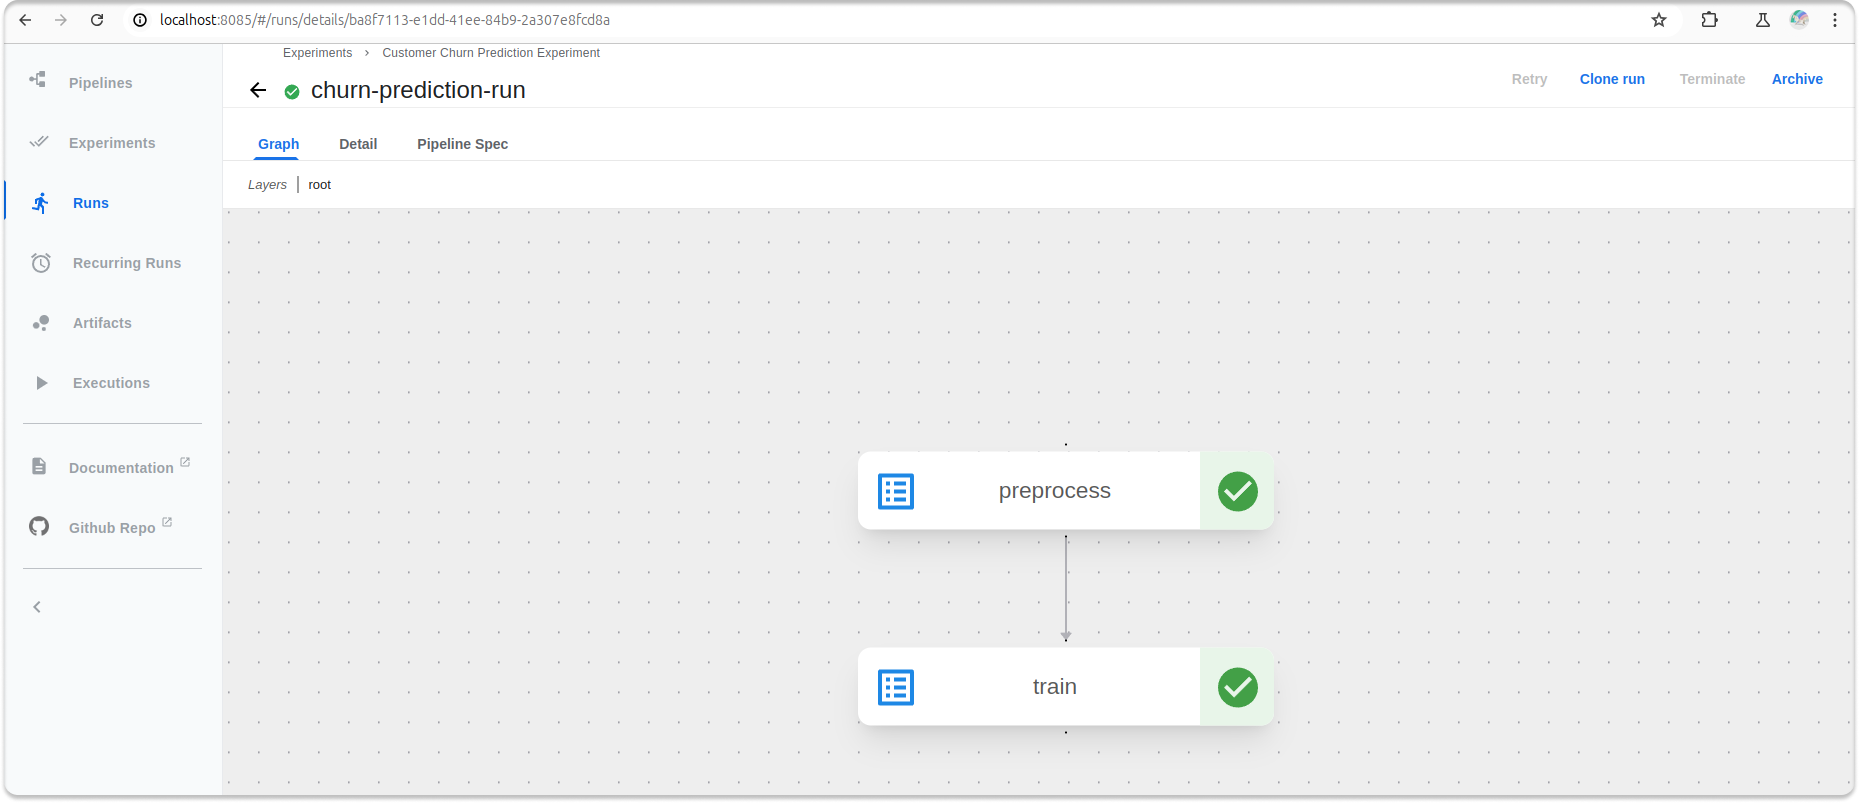 localhost:8085/#/runs/details/ba8f7113-e1dd-41ee-84b9-2a307e8fcd8a
Experiments > Customer Churn Prediction Experiment
churn-prediction-run
Retry Clone run Terminate Archive
Graph Detail Pipeline Spec
Layers root
Pipelines
Experiments
Runs
Recurring Runs
Artifacts
Executions
Documentation
Github Repo
preprocess
train